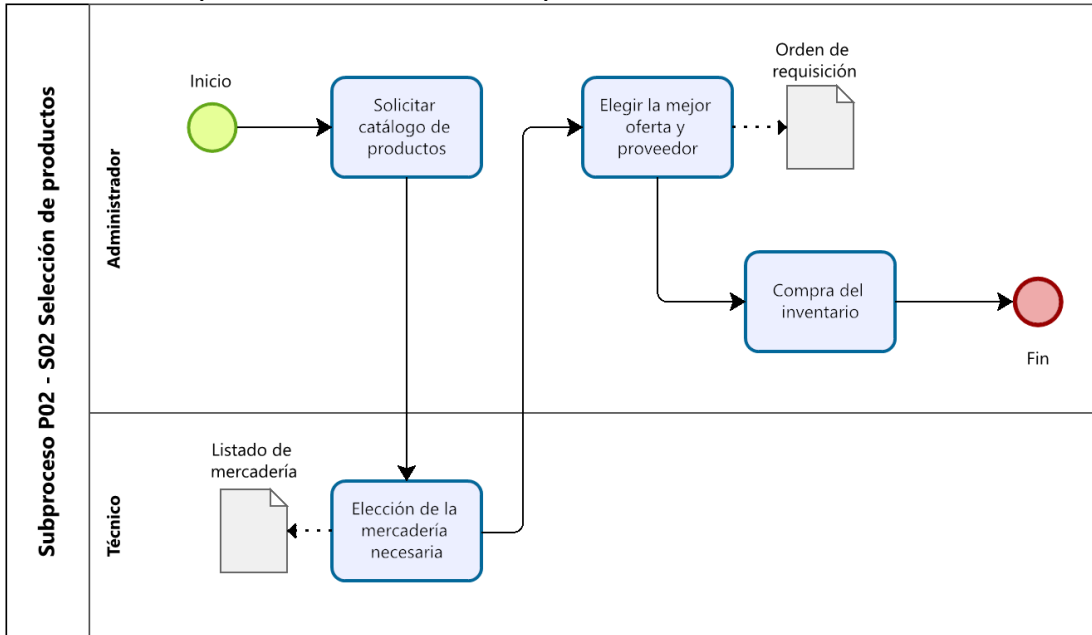 Subproceso P02 - S02 Selección de productos
Administrador
Inicio
Solicitar
catálogo de
productos
Elegir la mejor
oferta y
proveedor
Orden de
requisición
Compra del
inventario
Fin
Técnico
Listado de
mercadería
Elección de la
mercadería
necesaria